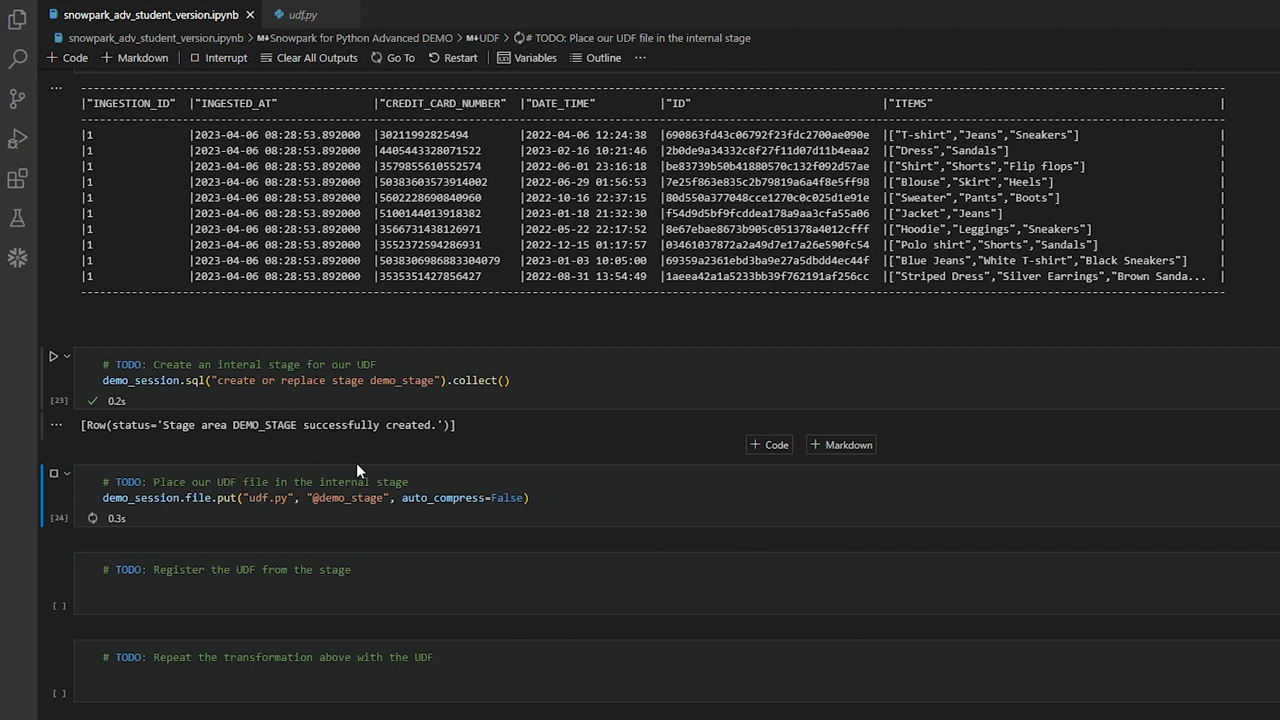 snowpark_adv_student_version.ipynb udf.py
snowpark_adv_student_version.ipynb > M↓Snowpark for Python Advanced DEMO > M↓UDF > # TODO: Place our UDF file in the internal stage
+ Code + Markdown Interrupt Clear All Outputs Go To Restart Variables Outline ...
|"INGESTION_ID" |"INGESTED_AT" |"CREDIT_CARD_NUMBER" |"DATE_TIME" |"ID" |"ITEMS" |
|1 |2023-04-06 08:28:53.892000 |30211992825494 |2022-04-06 12:24:38 |690863fd43c06792f23fdc2700ae090e |["T-shirt","Jeans","Sneakers"] |
|1 |2023-04-06 08:28:53.892000 |4405443328071522 |2023-02-16 10:21:46 |2b0de9a34332c8f27f11d07d11b4eaa2 |["Dress","Sandals"] |
|1 |2023-04-06 08:28:53.892000 |3579855610552574 |2022-06-01 23:16:18 |be83739b50b41880570c132f092d57ae |["Shirt","Shorts","Flip flops"] |
|1 |2023-04-06 08:28:53.892000 |50383603573914002 |2022-06-29 01:56:53 |7e25f863e835c2b79819a6a4f8e5ff98 |["Blouse","Skirt","Heels"] |
|1 |2023-04-06 08:28:53.892000 |5602228690840960 |2022-10-16 22:37:15 |80d550a377048cce1270c0c025d1e91e |["Sweater","Pants","Boots"] |
|1 |2023-04-06 08:28:53.892000 |5100144013918382 |2023-01-18 21:32:30 |f54d9d5bf9fcddea178a9aa3cfa55a06 |["Jacket","Jeans"] |
|1 |2023-04-06 08:28:53.892000 |3566731438126971 |2022-05-22 22:17:52 |8e67ebae8673b905c051378a4012cfff |["Hoodie","Leggings","Sneakers"] |
|1 |2023-04-06 08:28:53.892000 |3552372594286931 |2022-12-15 01:17:57 |03461037872a2a49d7e17a26e590fc54 |["Polo shirt","Shorts","Sandals"] |
|1 |2023-04-06 08:28:53.892000 |5038306986883304079 |2023-01-03 10:05:00 |69359a2361ebd3ba9e27a5dbdd4ec44f |["Blue Jeans","White T-shirt","Black Sneakers"] |
|1 |2023-04-06 08:28:53.892000 |3535351427856427 |2022-08-31 13:54:49 |1aeea42a1a5233bb39f762191af256cc |["Striped Dress","Silver Earrings","Brown Sanda... |
# TODO: Create an interal stage for our UDF
demo_session.sql("create or replace stage demo_stage").collect()
[23] 0.2s
[Row(status='Stage area DEMO_STAGE successfully created.')]
+ Code + Markdown
# TODO: Place our UDF file in the internal stage
demo_session.file.put("udf.py", "@demo_stage", auto_compress=False)
[24] 0.3s
# TODO: Register the UDF from the stage
[ ]
# TODO: Repeat the transformation above with the UDF
[ ]